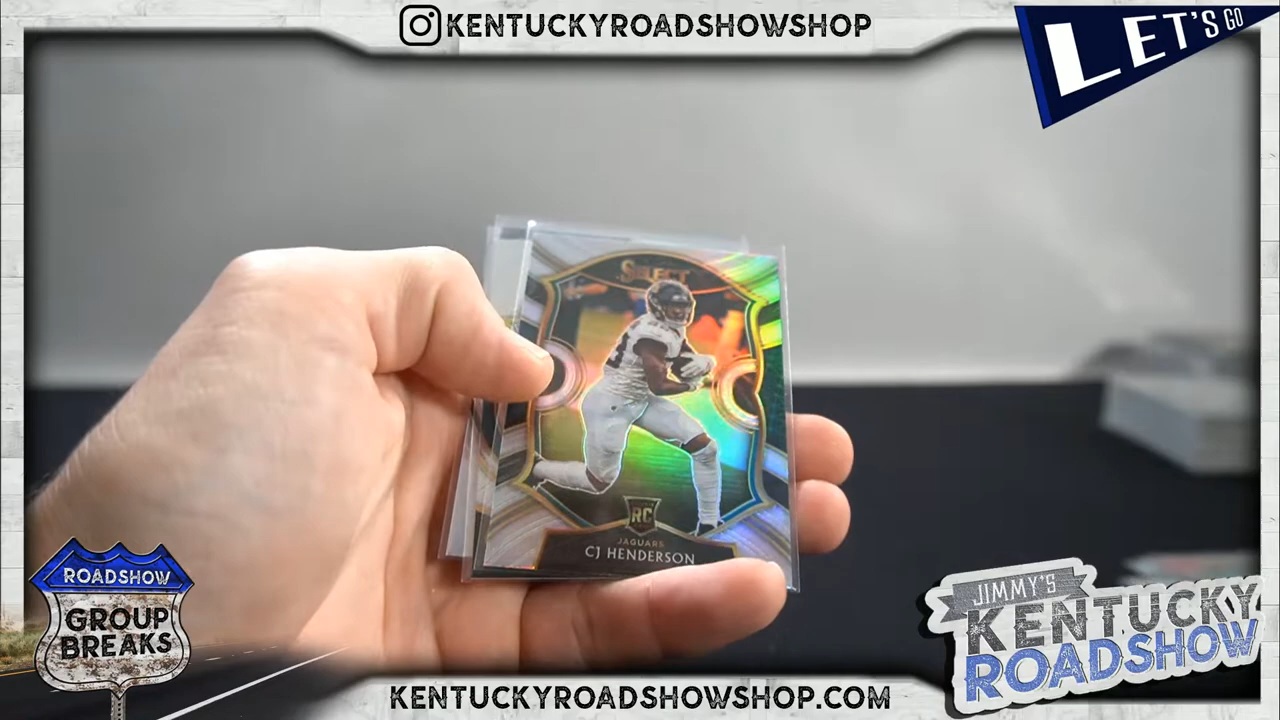 KENTUCKYROADSHOWSHOP
LET'S GO
SELECT
RC
JAGUARS
CJ HENDERSON
ROADSHOW
GROUP
BREAKS
JIMMY'S
KENTUCKY
ROADSHOW
KENTUCKYROADSHOWSHOP.COM